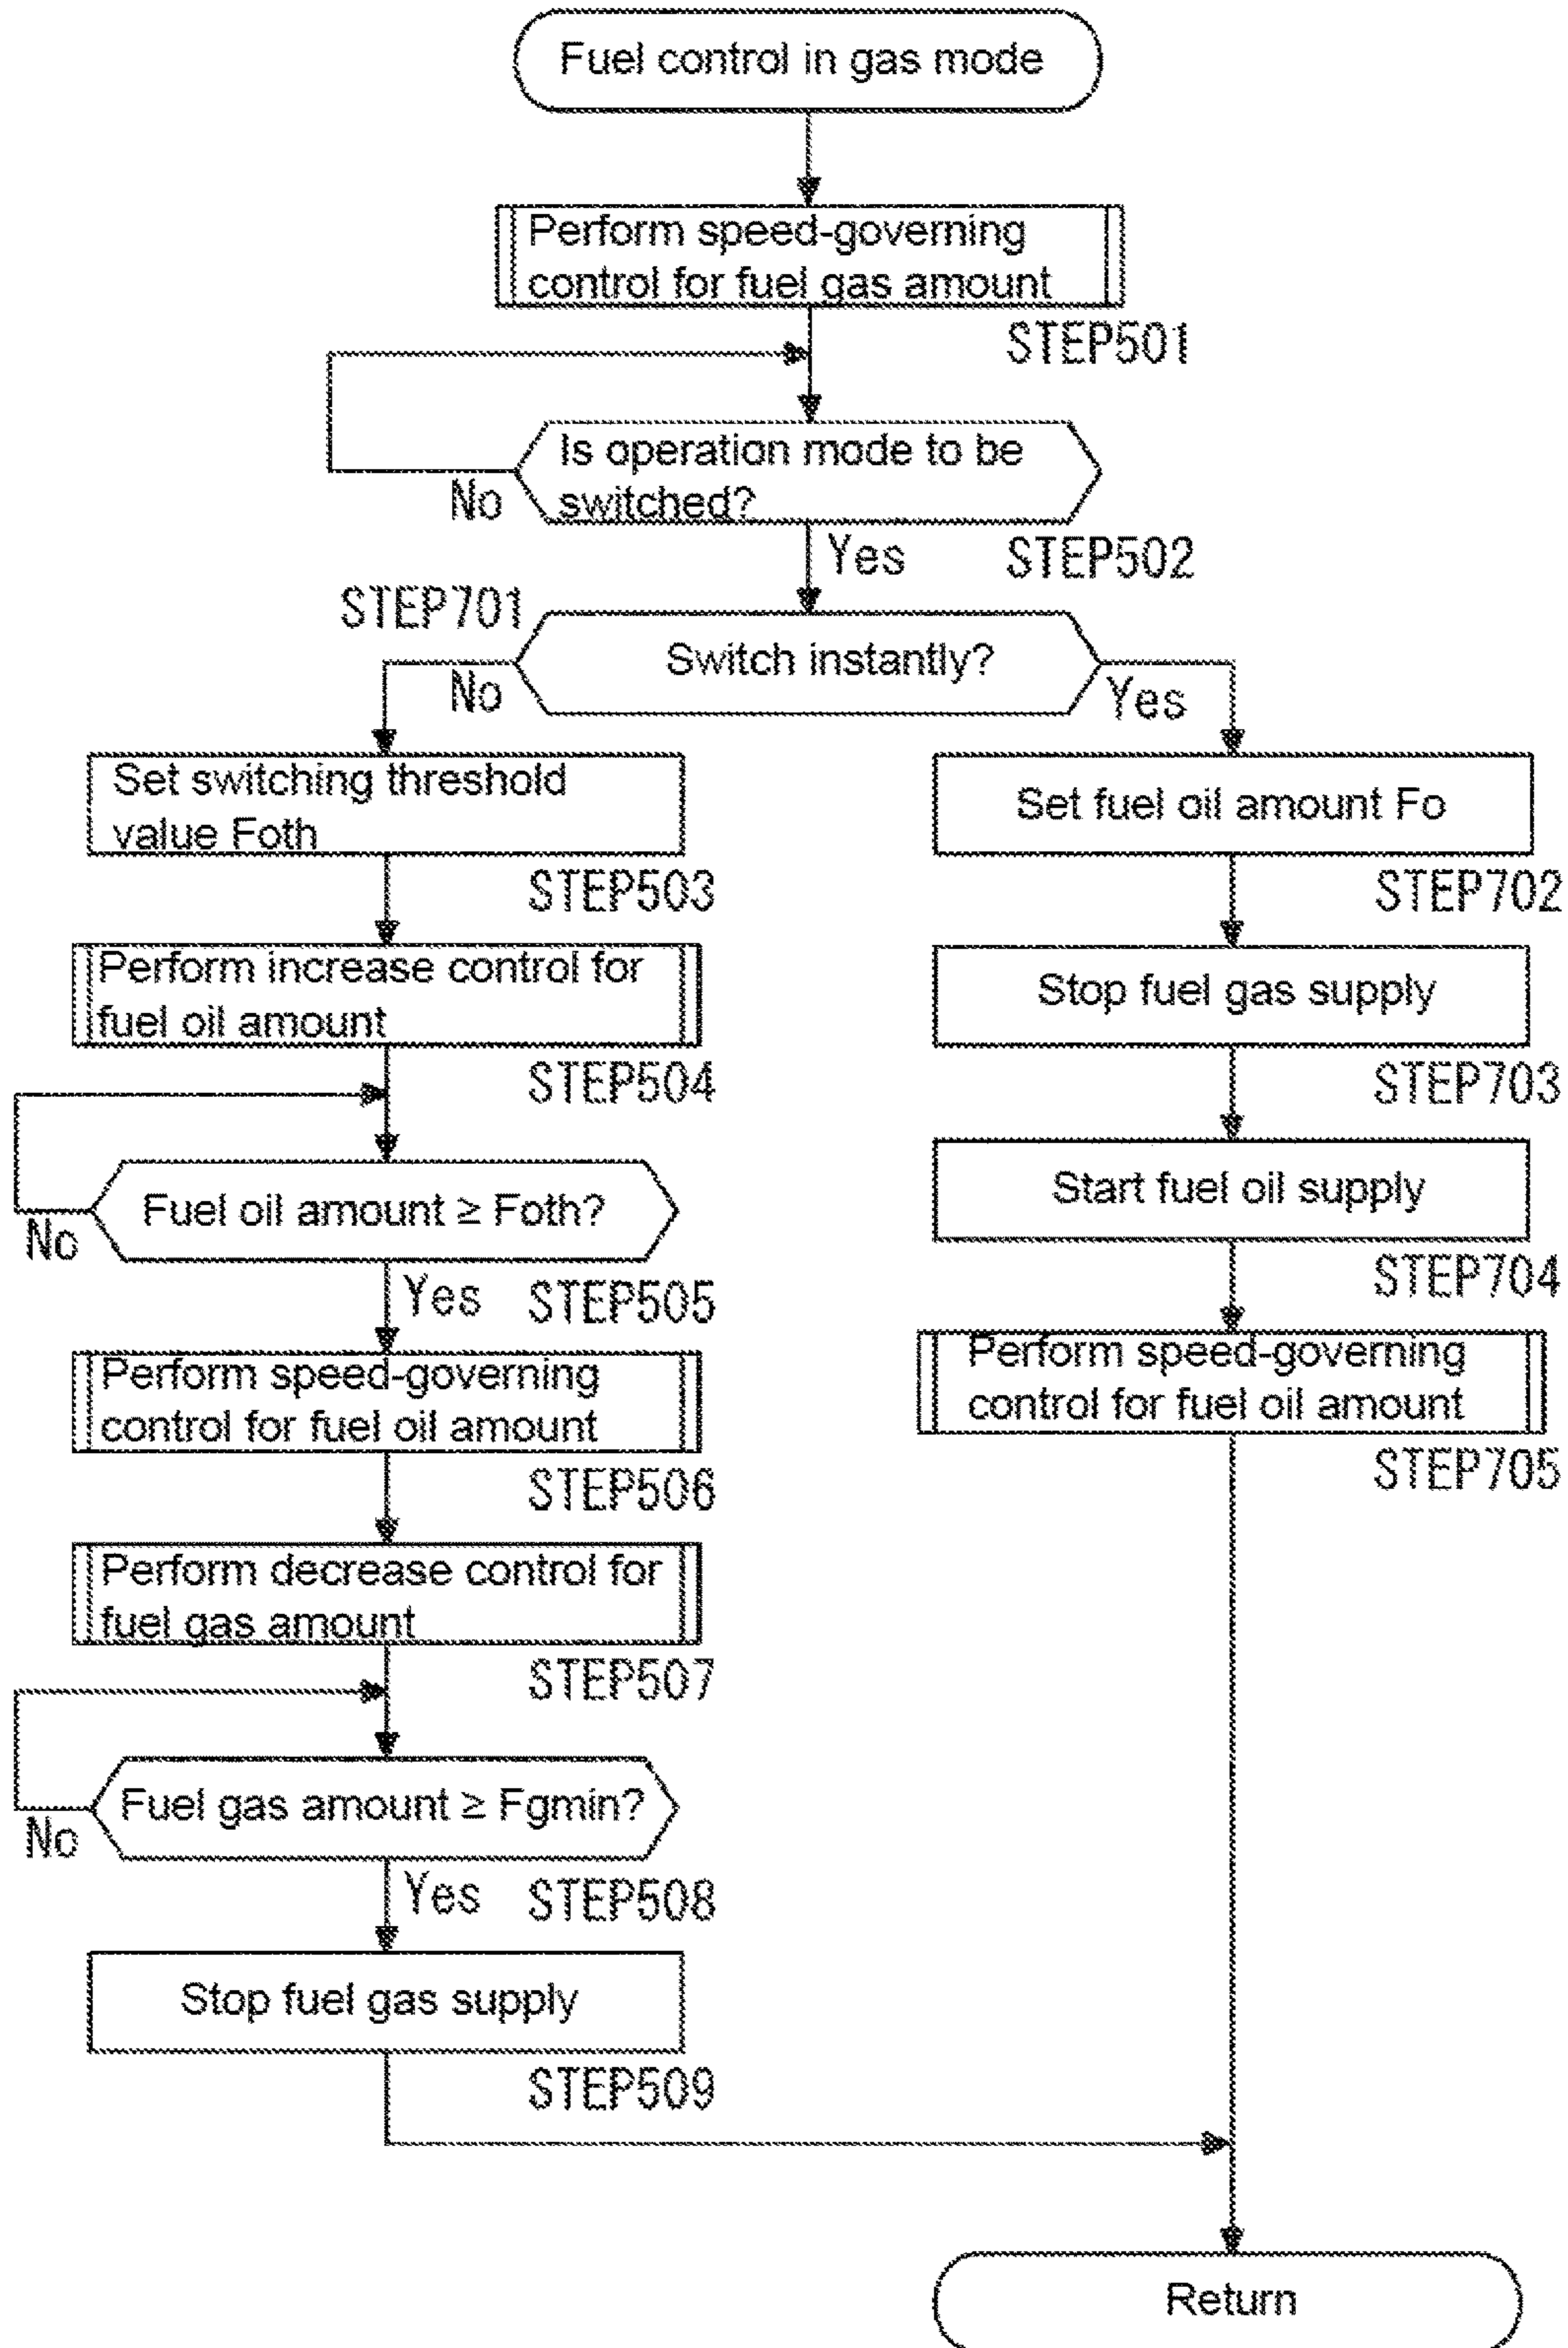 Fuel control in gas mode
Perform speed-governing
control for fuel gas amount
STEP501
Is operation mode to be
switched?
No
Yes
STEP502
STEP701
Switch instantly?
No
Yes
Set switching threshold
value Foth
STEP503
Perform increase control for
fuel oil amount
STEP504
Fuel oil amount ≥ Foth?
No
Yes
STEP505
Perform speed-governing
control for fuel oil amount
STEP506
Perform decrease control for
fuel gas amount
STEP507
Fuel gas amount ≥ Fgmin?
No
Yes
STEP508
Stop fuel gas supply
STEP509
Set fuel oil amount Fo
STEP702
Stop fuel gas supply
STEP703
Start fuel oil supply
STEP704
Perform speed-governing
control for fuel oil amount
STEP705
Return